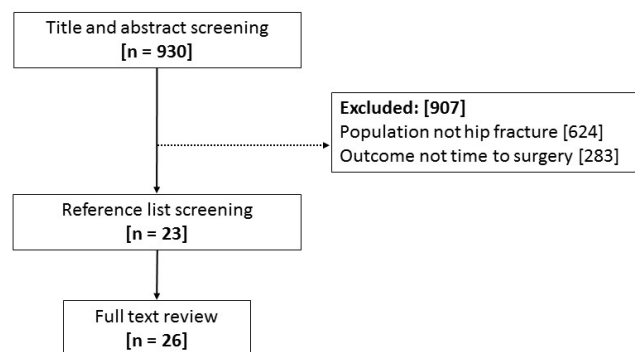 Title and abstract screening
[n = 930]
Excluded: [907]
Population not hip fracture [624]
Outcome not time to surgery [283]
Reference list screening
[n = 23]
Full text review
[n = 26]